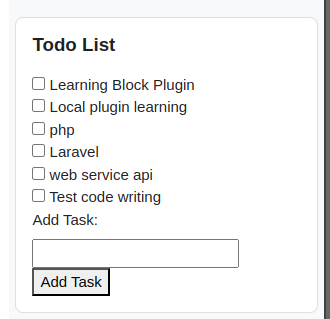 Todo List
Learning Block Plugin
Local plugin learning
php
Laravel
web service api
Test code writing
Add Task:
Add Task